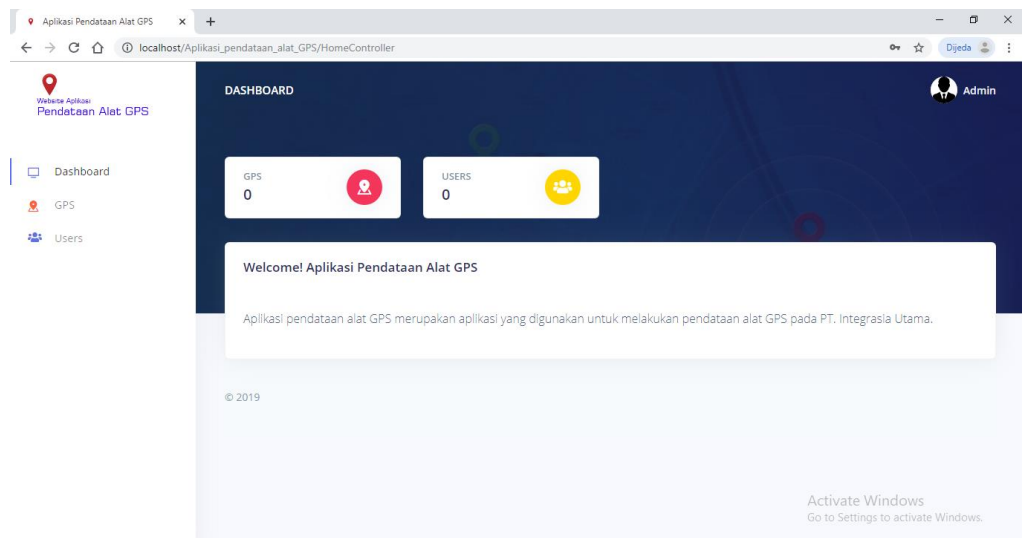 Aplikasi Pendataan Alat GPS
localhost/Aplikasi_pendataan_alat_GPS/HomeController
Dijeda
Website Aplikasi
Pendataan Alat GPS
DASHBOARD
Admin
Dashboard
GPS
Users
GPS
0
USERS
0
Welcome! Aplikasi Pendataan Alat GPS
Aplikasi pendataan alat GPS merupakan aplikasi yang digunakan untuk melakukan pendataan alat GPS pada PT. Integrasia Utama.
© 2019
Activate Windows
Go to Settings to activate Windows.